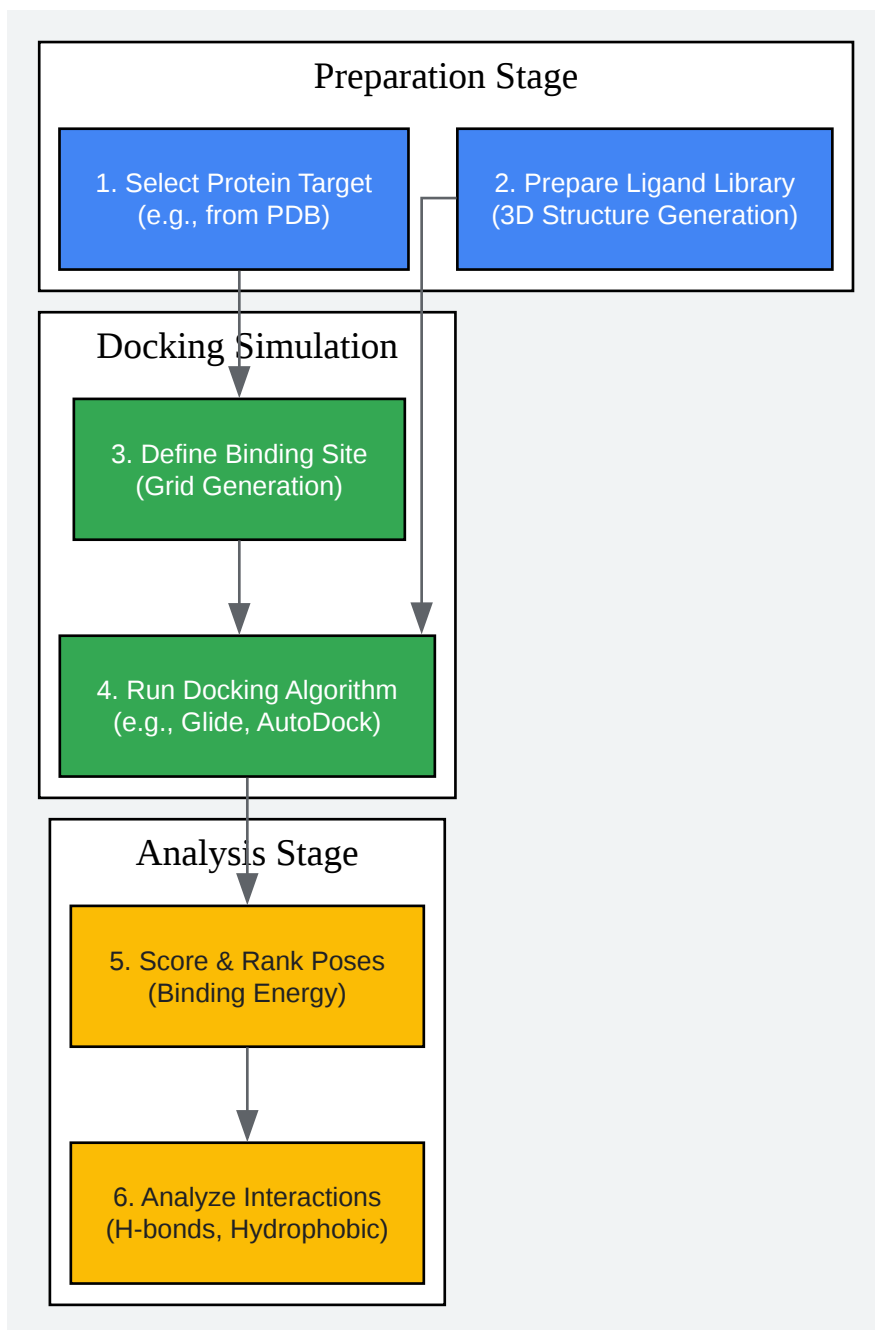 Preparation Stage
1. Select Protein Target
(e.g., from PDB)
2. Prepare Ligand Library
(3D Structure Generation)
Docking Simulation
3. Define Binding Site
(Grid Generation)
4. Run Docking Algorithm
(e.g., Glide, AutoDock)
Analysis Stage
5. Score & Rank Poses
(Binding Energy)
6. Analyze Interactions
(H-bonds, Hydrophobic)